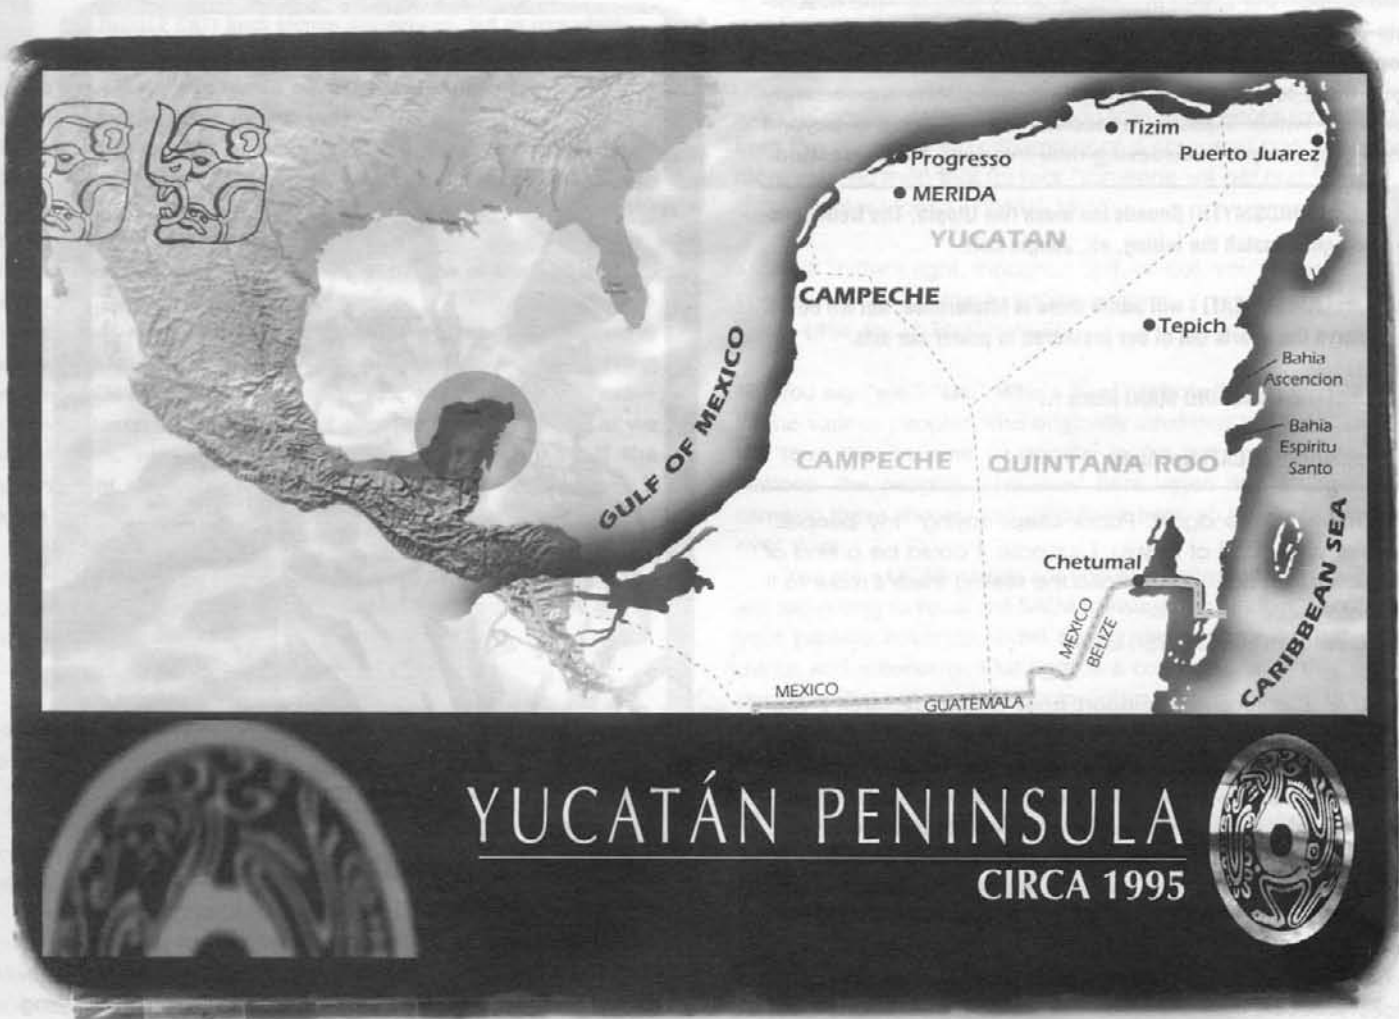 Tizim
Progresso
Puerto Juarez
MERIDA
YUCATAN
CAMPECHE
Tepich
GULF OF MEXICO
Bahia
Ascencion
Bahia
Espiritu
Santo
CAMPECHE
QUINTANA ROO
Chetumal
MEXICO
BELIZE
CARIBBEAN SEA
MEXICO
GUATEMALA
YUCATÁN PENINSULA
CIRCA 1995